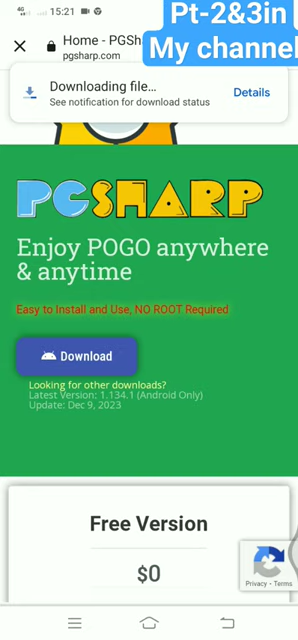 4G 15:21
Pt-2&3in
My channel
Home - PGSh
pgsharp.com
Downloading file...
See notification for download status
Details
PGSHARP
Enjoy POGO anywhere
& anytime
Easy to Install and Use, NO ROOT Required
Download
Looking for other downloads?
Latest Version: 1.134.1 (Android Only)
Update: Dec 9, 2023
Free Version
$0
Privacy - Terms